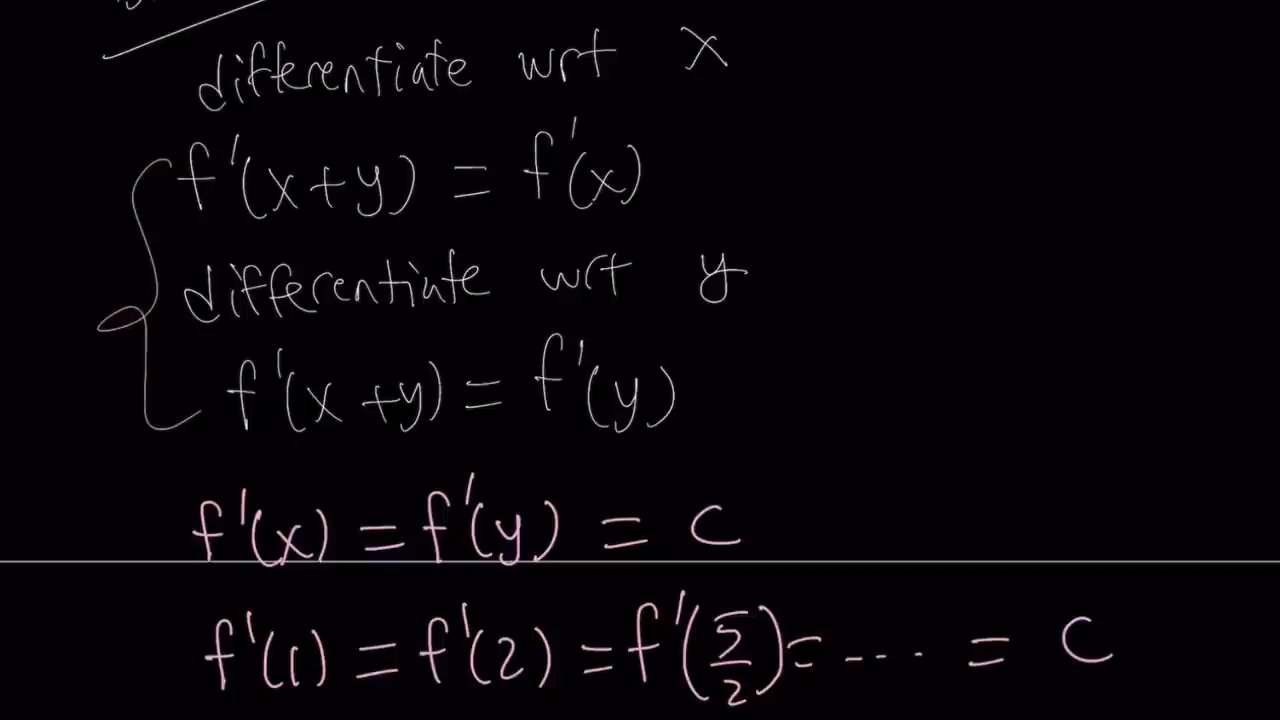 differentiate wrt x
f'(x+y) = f'(x)
differentiate wrt y
f'(x+y) = f'(y)
f'(x) = f'(y) = c
f'(1) = f'(2) = f'(5/2) = ... = c